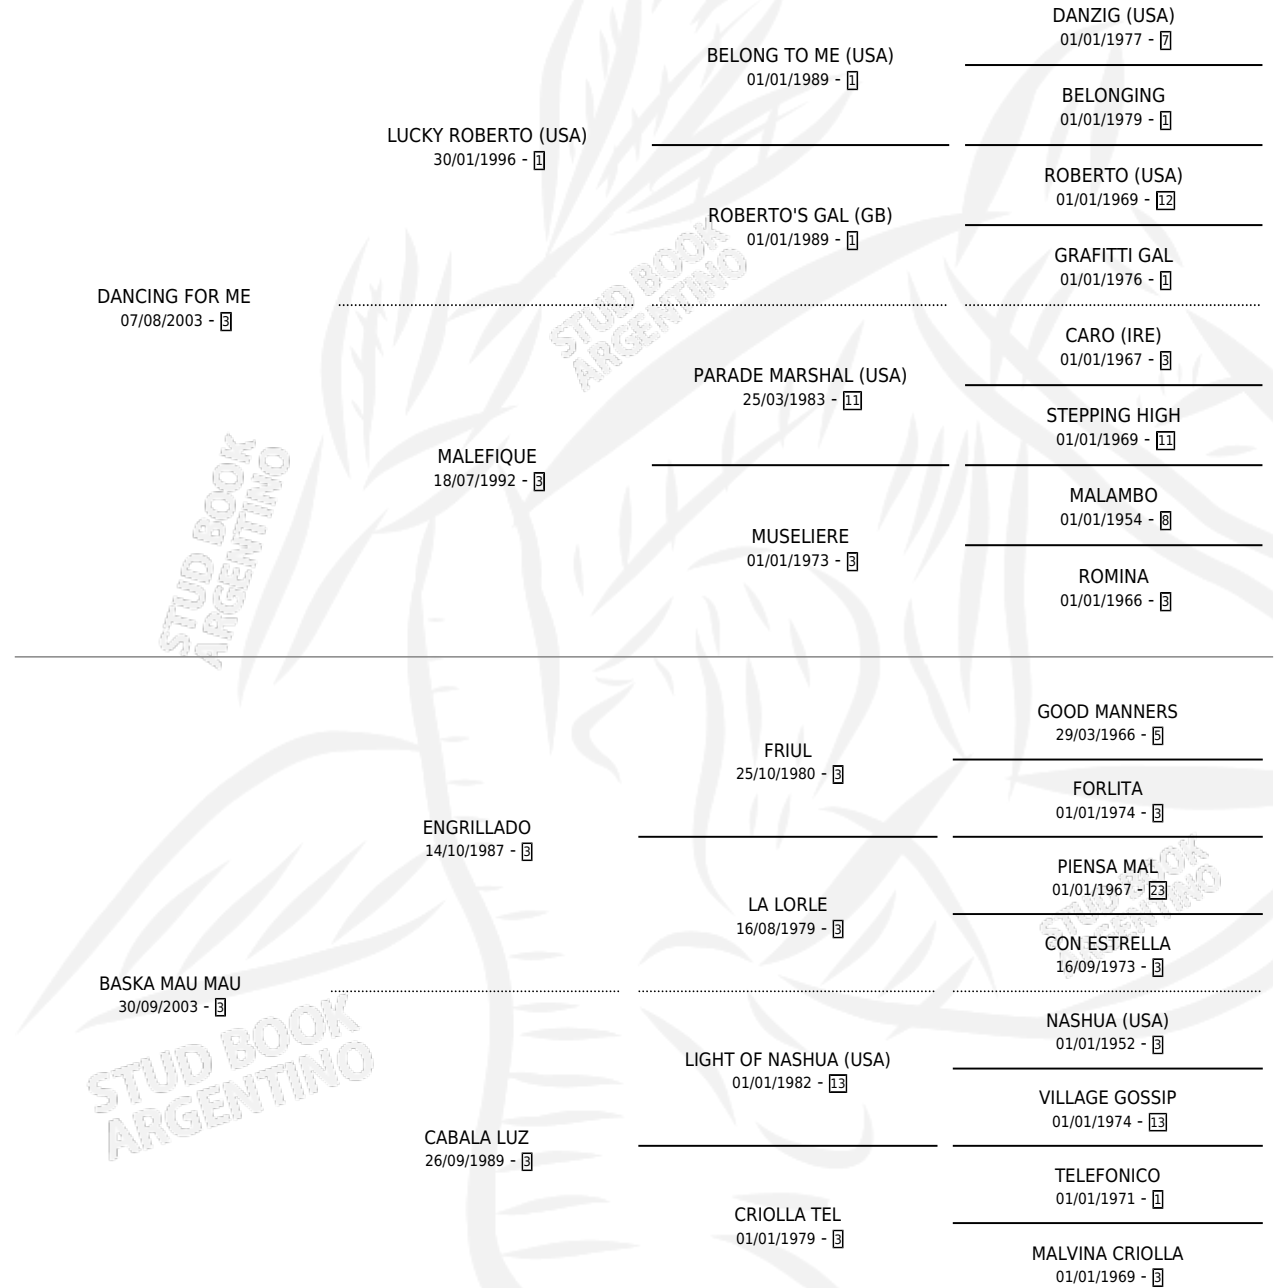 DANZIG (USA)
01/01/1977 - 7
BELONG TO ME (USA)
01/01/1989 - 1
BELONGING
01/01/1979 - 1
LUCKY ROBERTO (USA)
30/01/1996 - 1
ROBERTO (USA)
01/01/1969 - 12
ROBERTO'S GAL (GB)
01/01/1989 - 1
GRAFITTI GAL
01/01/1976 - 1
DANCING FOR ME
07/08/2003 - 3
CARO (IRE)
01/01/1967 - 3
PARADE MARSHAL (USA)
25/03/1983 - 11
STEPPING HIGH
01/01/1969 - 11
MALEFIQUE
18/07/1992 - 3
MALAMBO
01/01/1954 - 8
MUSELIERE
01/01/1973 - 3
ROMINA
01/01/1966 - 3
GOOD MANNERS
29/03/1966 - 5
FRIUL
25/10/1980 - 3
FORLITA
01/01/1974 - 3
ENGRILLADO
14/10/1987 - 3
PIENSA MAL
01/01/1967 - 23
LA LORLE
16/08/1979 - 3
CON ESTRELLA
16/09/1973 - 3
BASKA MAU MAU
30/09/2003 - 3
NASHUA (USA)
01/01/1952 - 3
LIGHT OF NASHUA (USA)
01/01/1982 - 13
VILLAGE GOSSIP
01/01/1974 - 13
CABALA LUZ
26/09/1989 - 3
TELEFONICO
01/01/1971 - 1
CRIOLLA TEL
01/01/1979 - 3
MALVINA CRIOLLA
01/01/1969 - 3
STUD BOOK
ARGENTINO
STUD BOOK
ARGENTINO
STUD BOOK
ARGENTINO
STUD BOOK
ARGENTINO